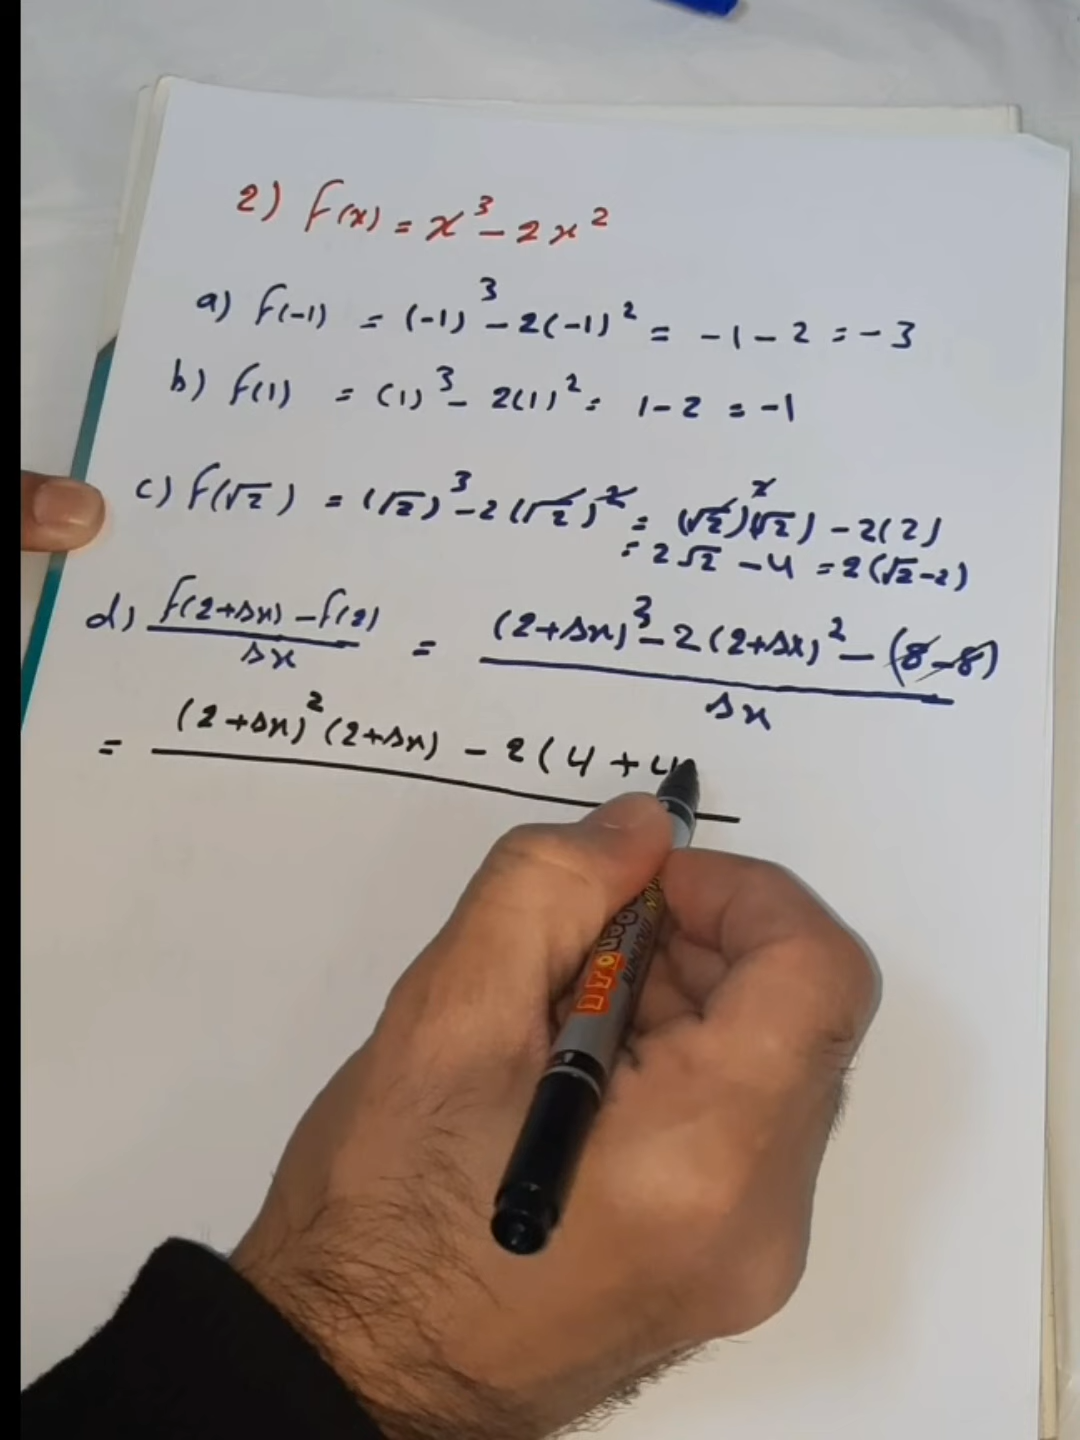 2) f(x) = x³ - 2x²
a) f(-1) = (-1)³ - 2(-1)² = -1 - 2 = -3
b) f(1) = (1)³ - 2(1)² = 1 - 2 = -1
c) f(√2) = (√2)³ - 2(√2)² = (√2)²(√2) - 2(2)
= 2√2 - 4 = 2(√2 - 2)
d) f(2+Δx) - f(2) / Δx = (2+Δx)³ - 2(2+Δx)² - (8-8) / Δx
= (2+Δx)²(2+Δx) - 2(4 + 4